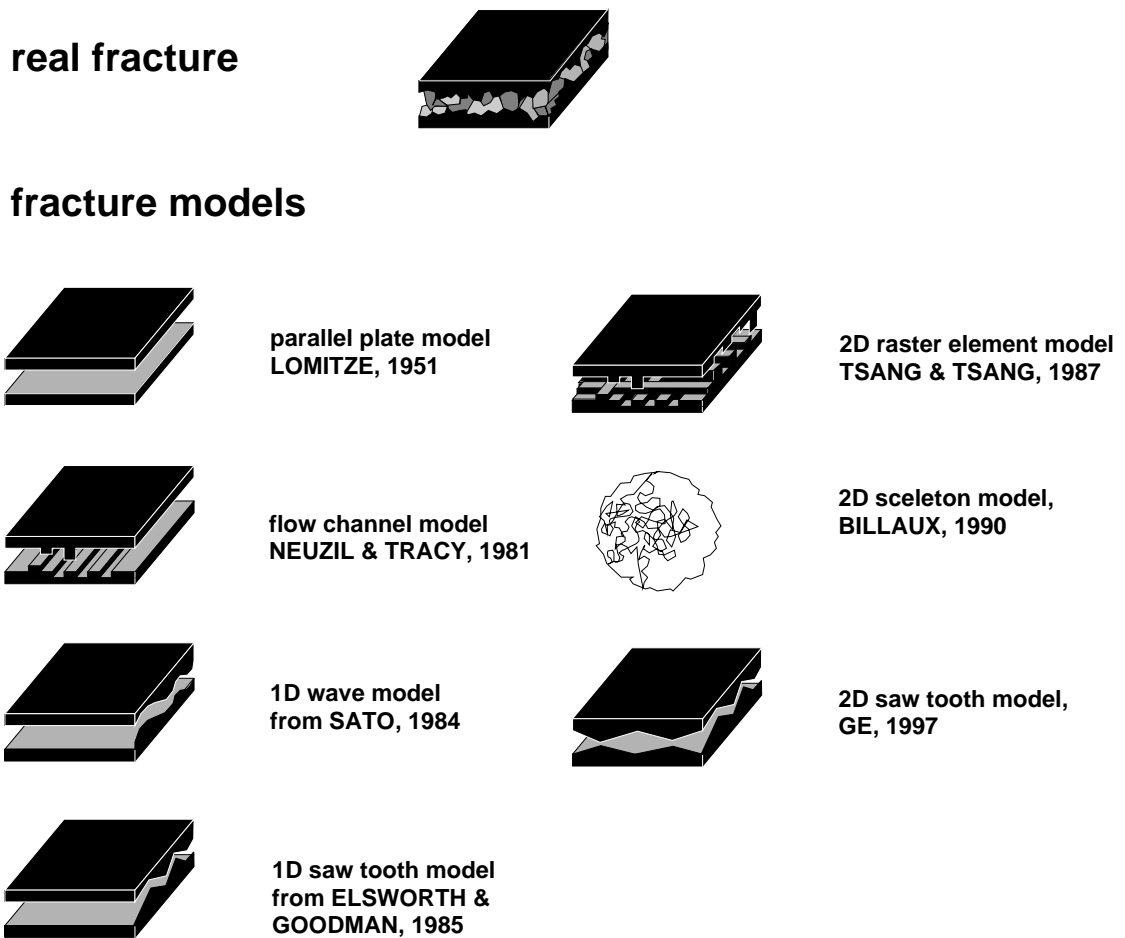 real fracture
fracture models
parallel plate model
LOMITZE, 1951
flow channel model
NEUZIL & TRACY, 1981
1D wave model
from SATO, 1984
1D saw tooth model
from ELSWORTH &
GOODMAN, 1985
2D raster element model
TSANG & TSANG, 1987
2D sceleton model,
BILLAUX, 1990
2D saw tooth model,
GE, 1997